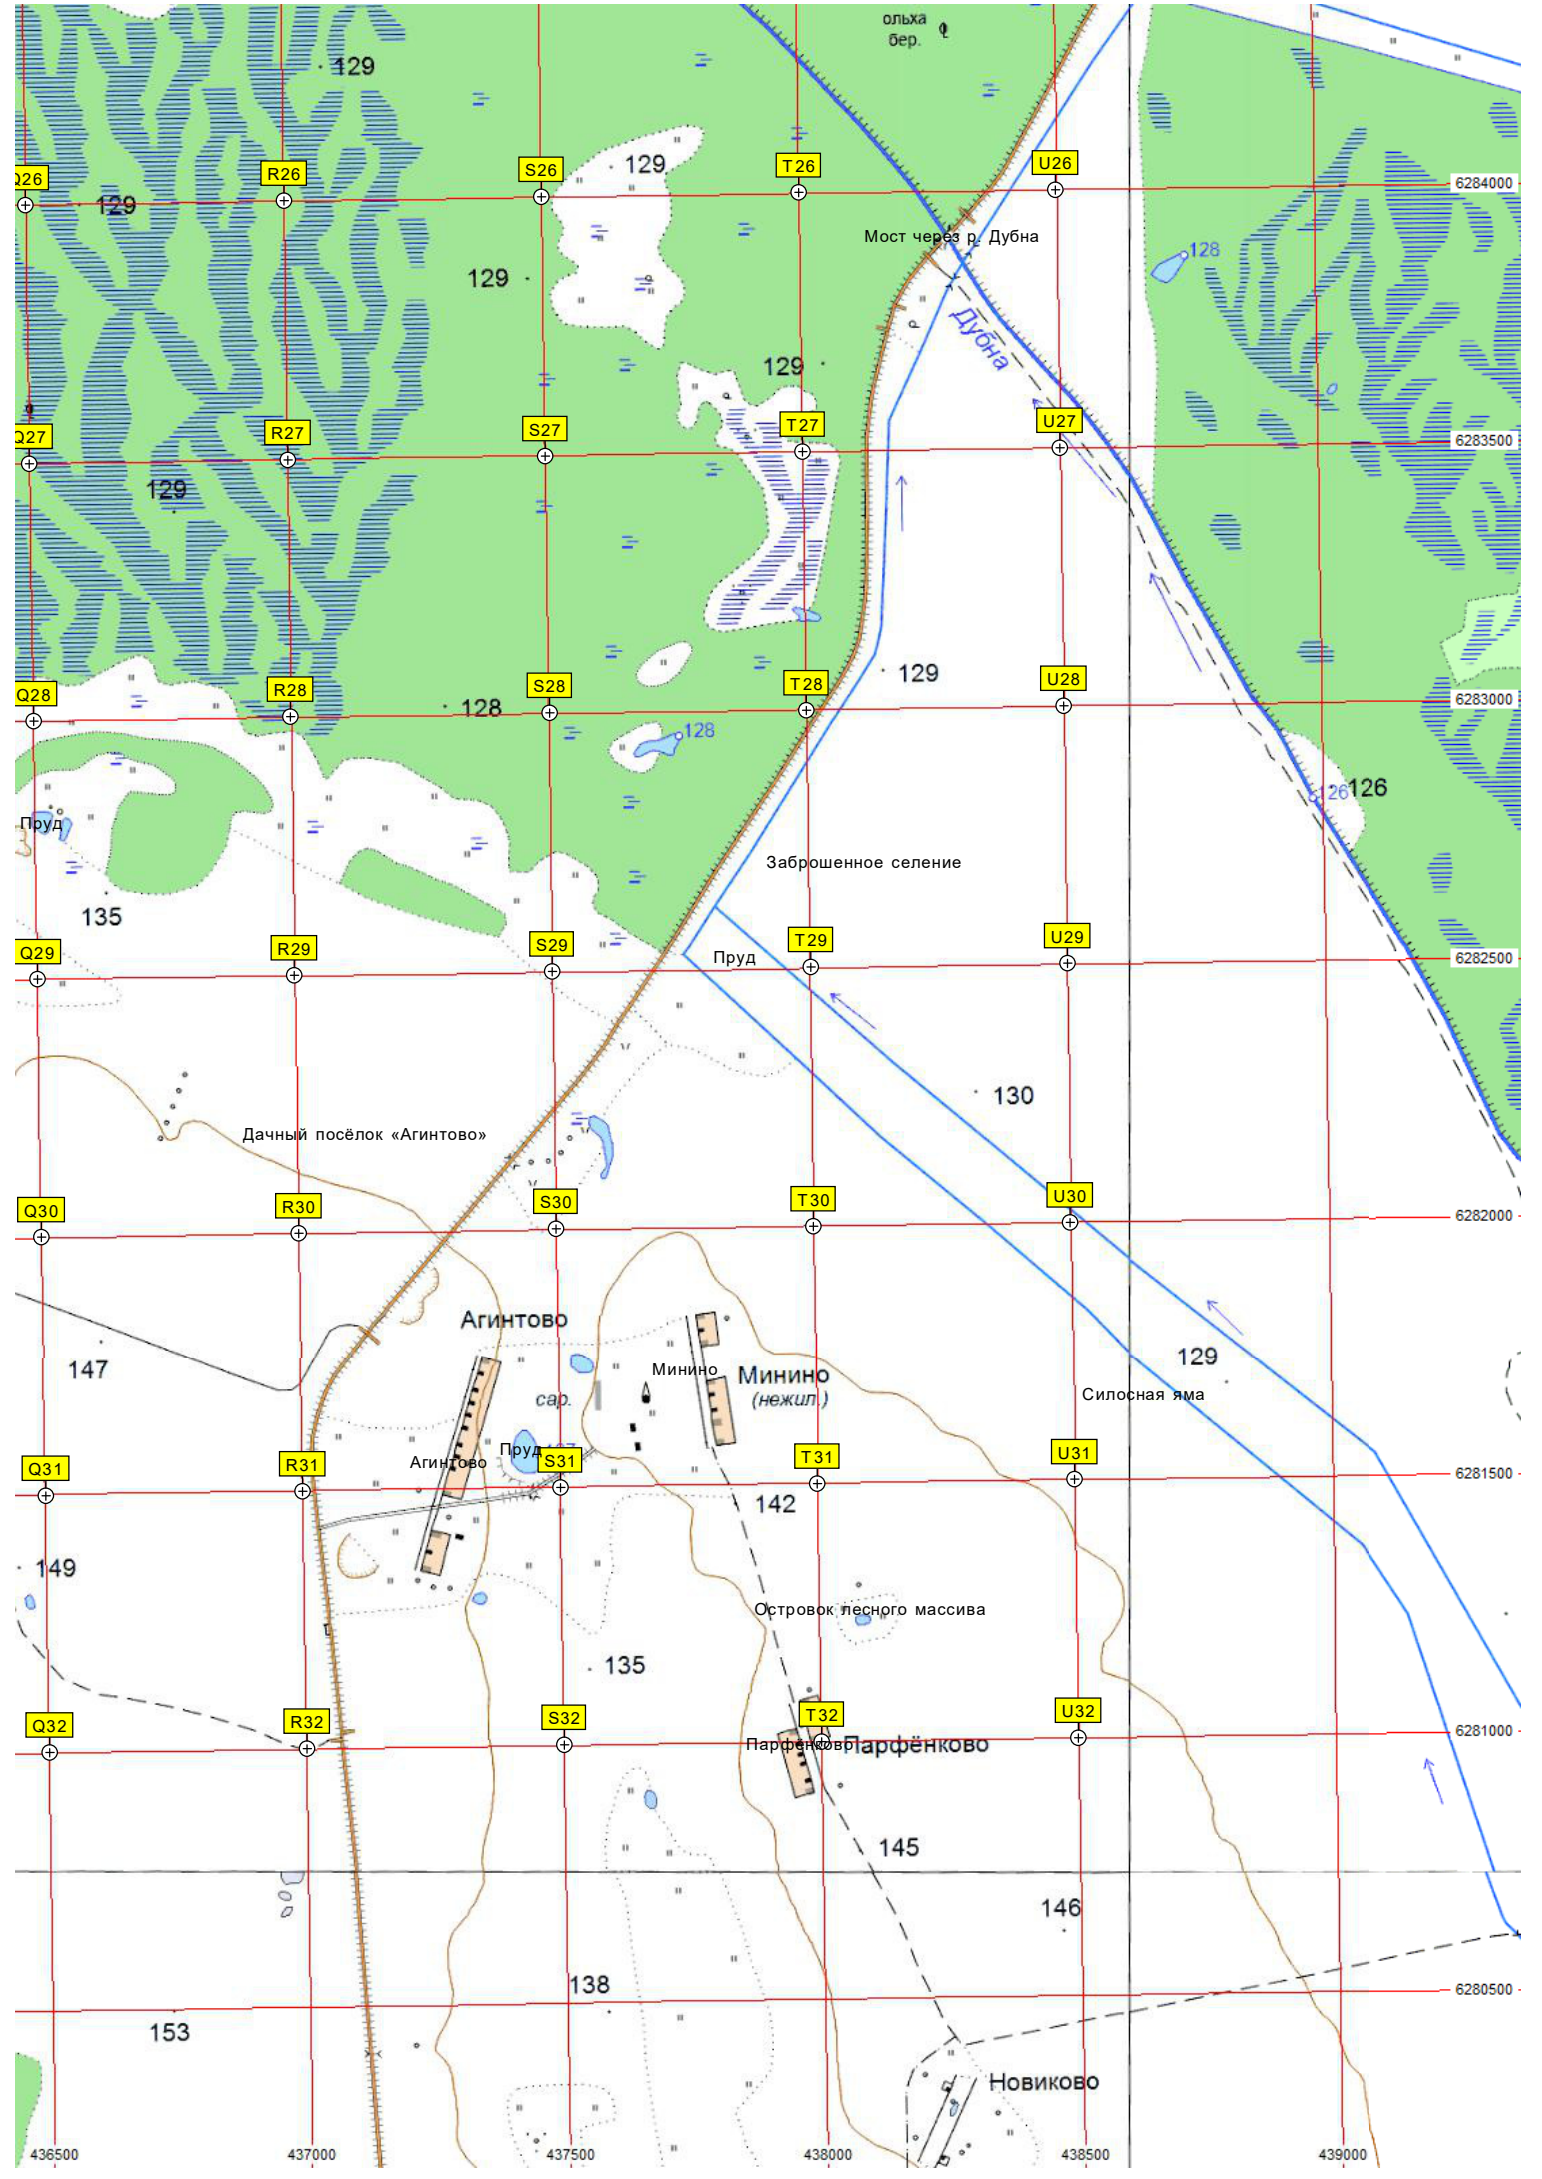 ольха
бер.
129
Q26
R26
S26
129
T26
U26
6284000
129
Мост через р. Дубна
128
129
Дубна
129
Q27
R27
S27
T27
U27
6283500
129
129
Q28
R28
128
S28
T28
U28
6283000
128
126
126
Пруд
Заброшенное селение
135
Q29
R29
S29
Пруд
T29
U29
6282500
130
Дачный посёлок «Агинтово»
Q30
R30
S30
T30
U30
6282000
Агинтово
147
Минино
Минино
(нежил.)
129
сар.
Силосная яма
Пруд
Агинтово
Q31
R31
S31
T31
U31
6281500
142
149
Островок лесного массива
135
Q32
R32
S32
T32
U32
6281000
Парфёнково
Парфёнково
145
146
138
6280500
153
Новиково
436500
437000
437500
438000
438500
439000